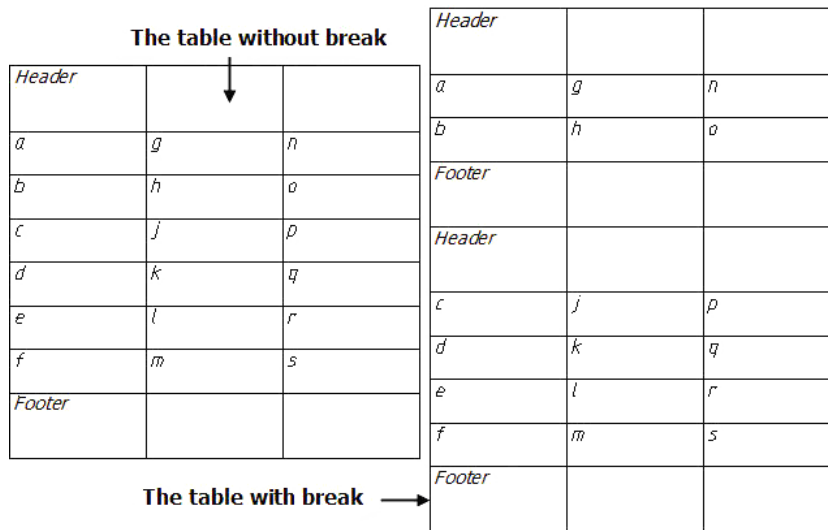 The table without break
Header
a g n
b h o
c j p
d k q
e l r
f m s
Footer
Header
a g n
b h o
Footer
Header
c j p
d k q
e l r
f m s
Footer
The table with break